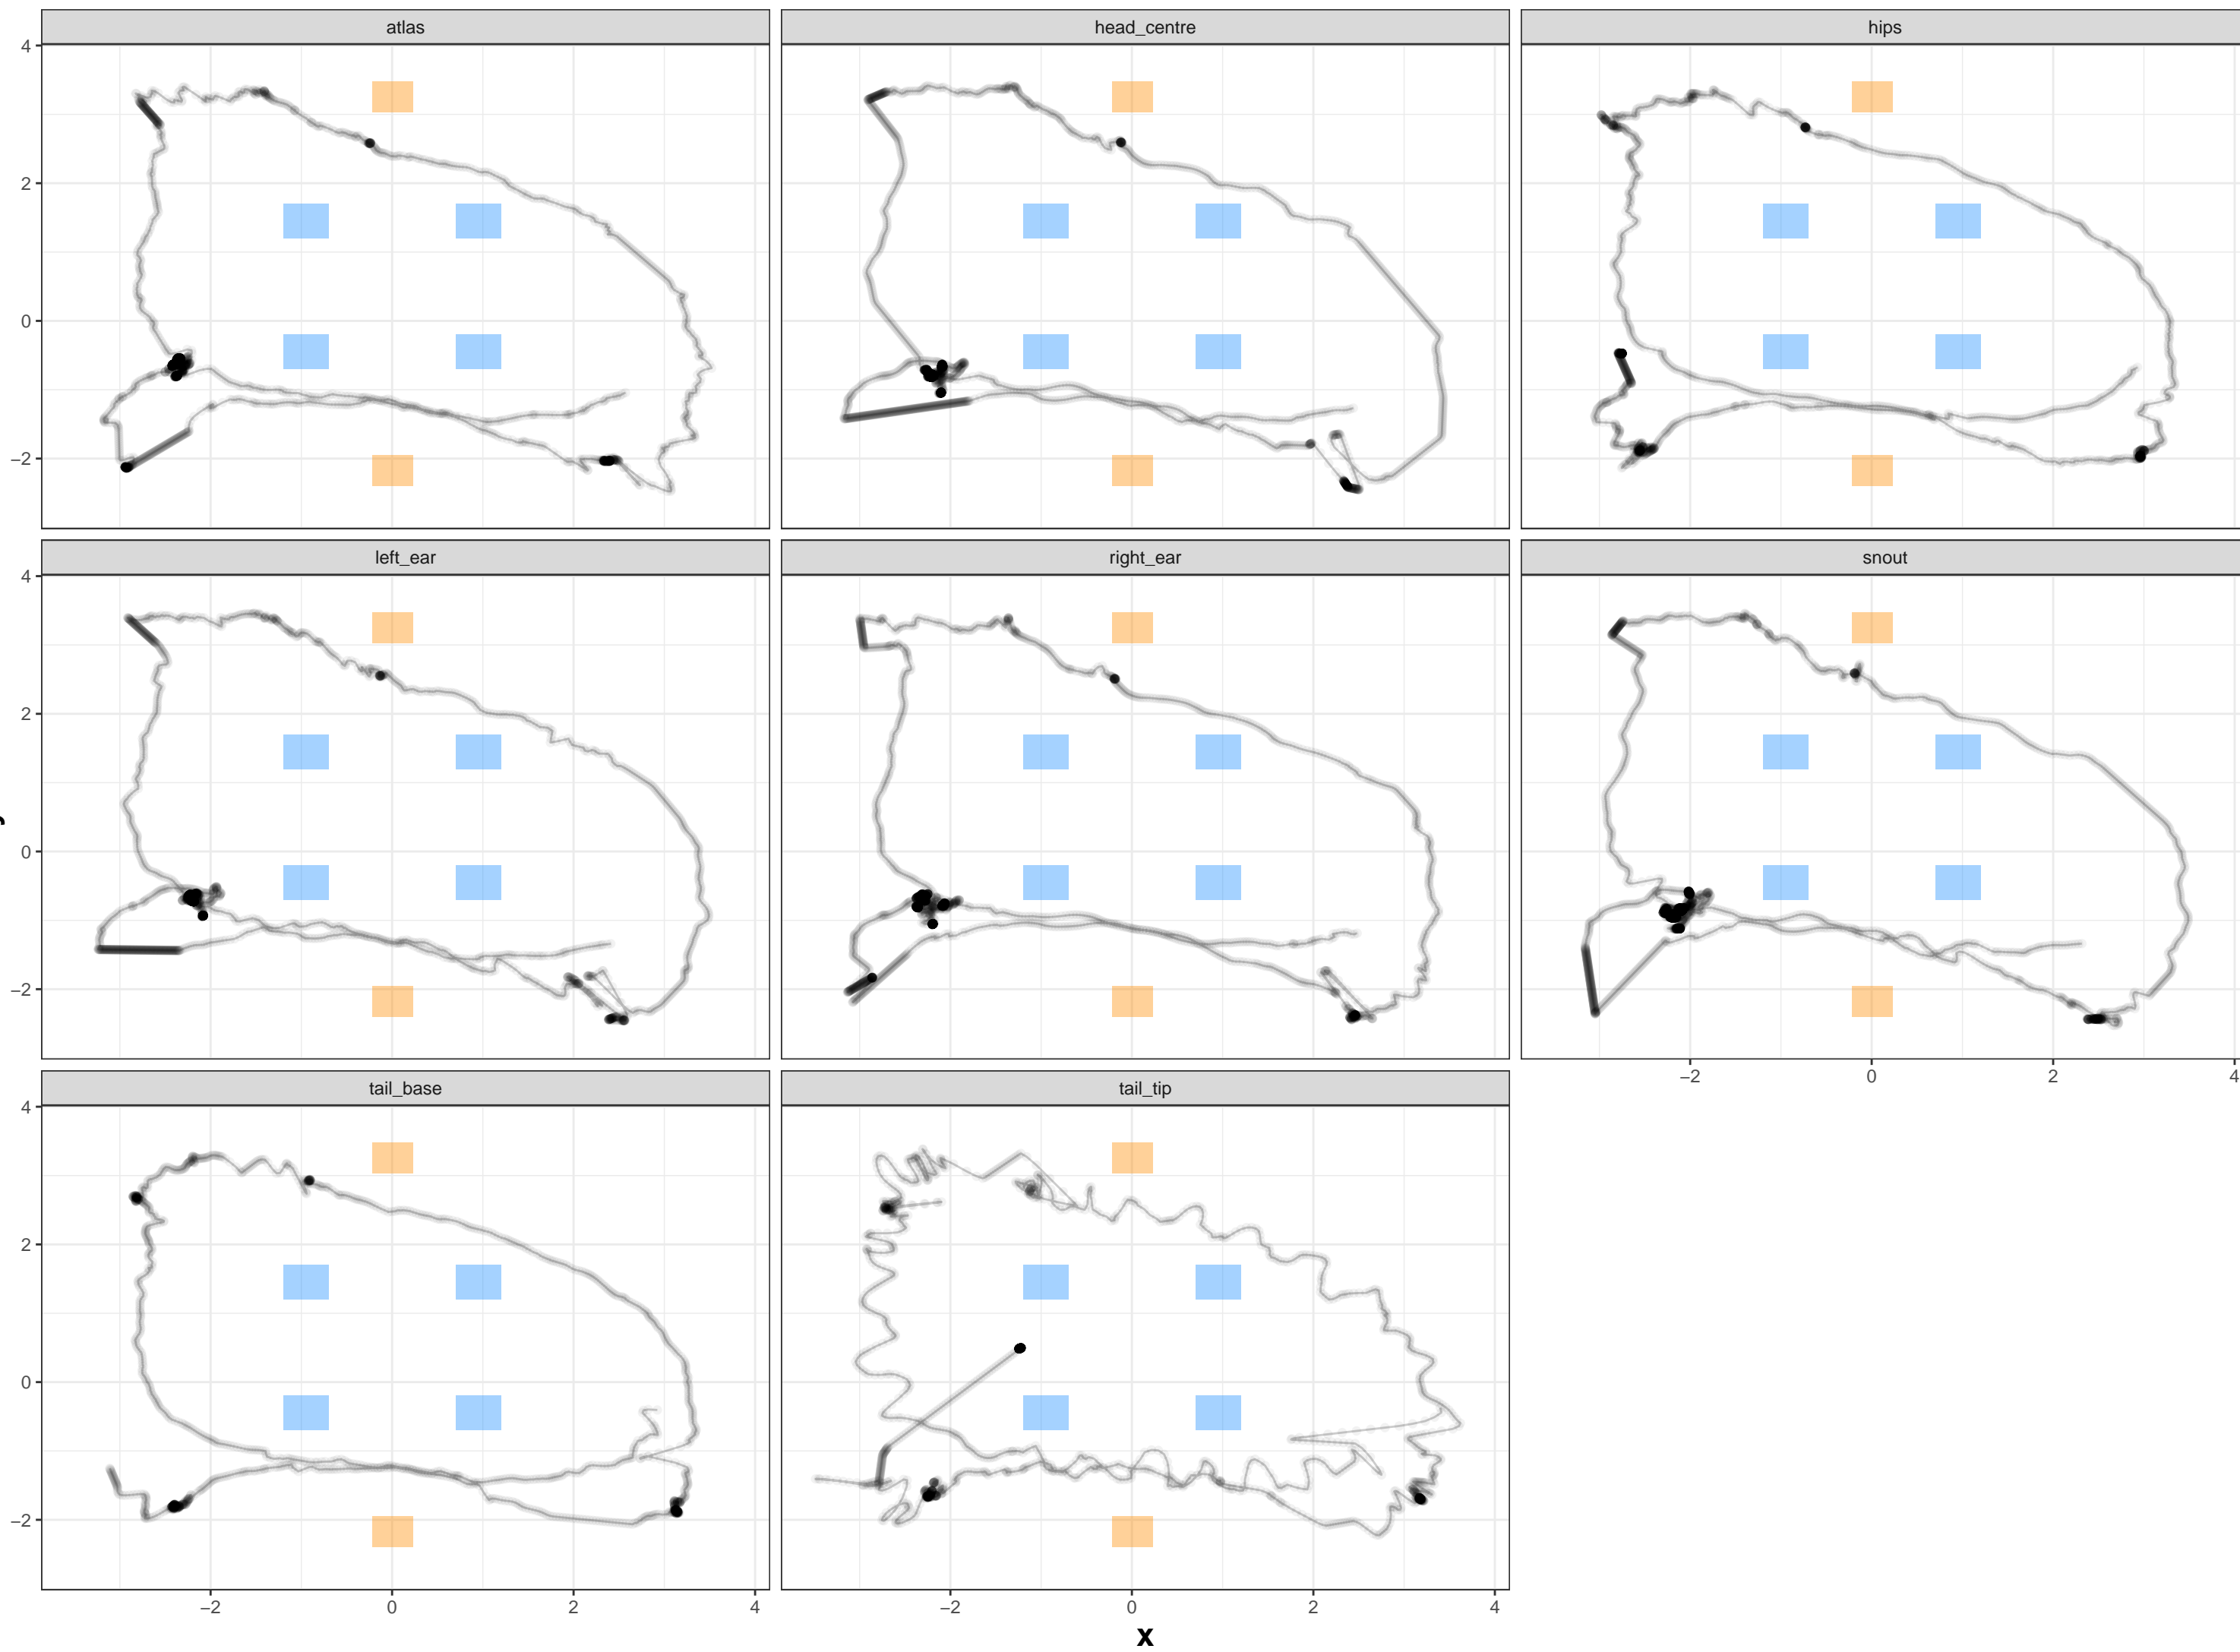 atlas head_centre hips
4
2
0
−2
left_ear right_ear snout
4
2
0
−2
−2 0 2 4
tail_base tail_tip
4
2
0
−2
−2 0 2 4 −2 0 2 4
x